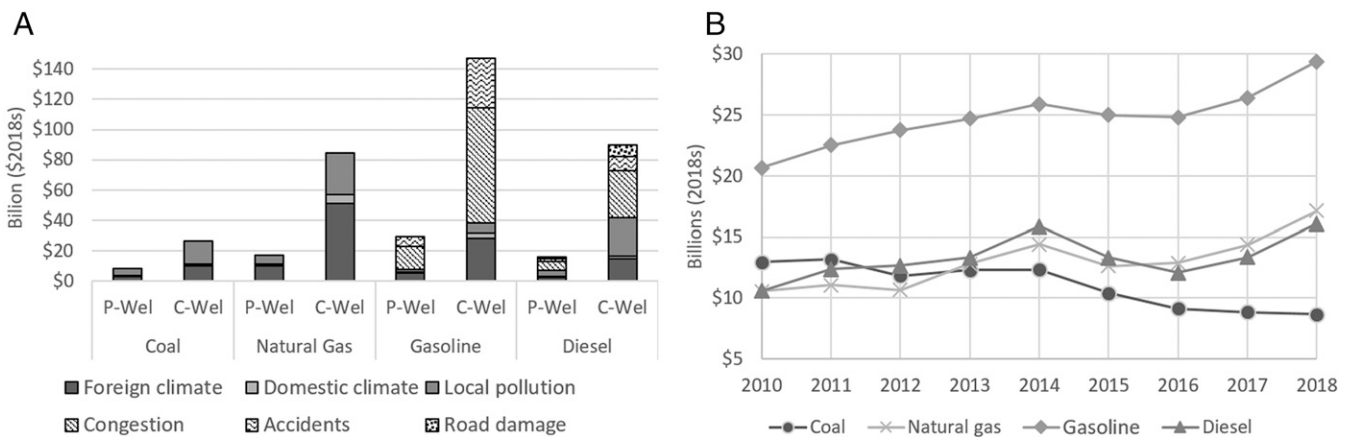 A
Bilion ($2018s)
$140
$120
$100
$80
$60
$40
$20
$0
P-Wel C-Wel P-Wel C-Wel P-Wel C-Wel P-Wel C-Wel
Coal Natural Gas Gasoline Diesel
Foreign climate Domestic climate Local pollution
Congestion Accidents Road damage
B
Billions (2018s)
$30
$25
$20
$15
$10
$5
2010 2011 2012 2013 2014 2015 2016 2017 2018
Coal Natural gas Gasoline Diesel